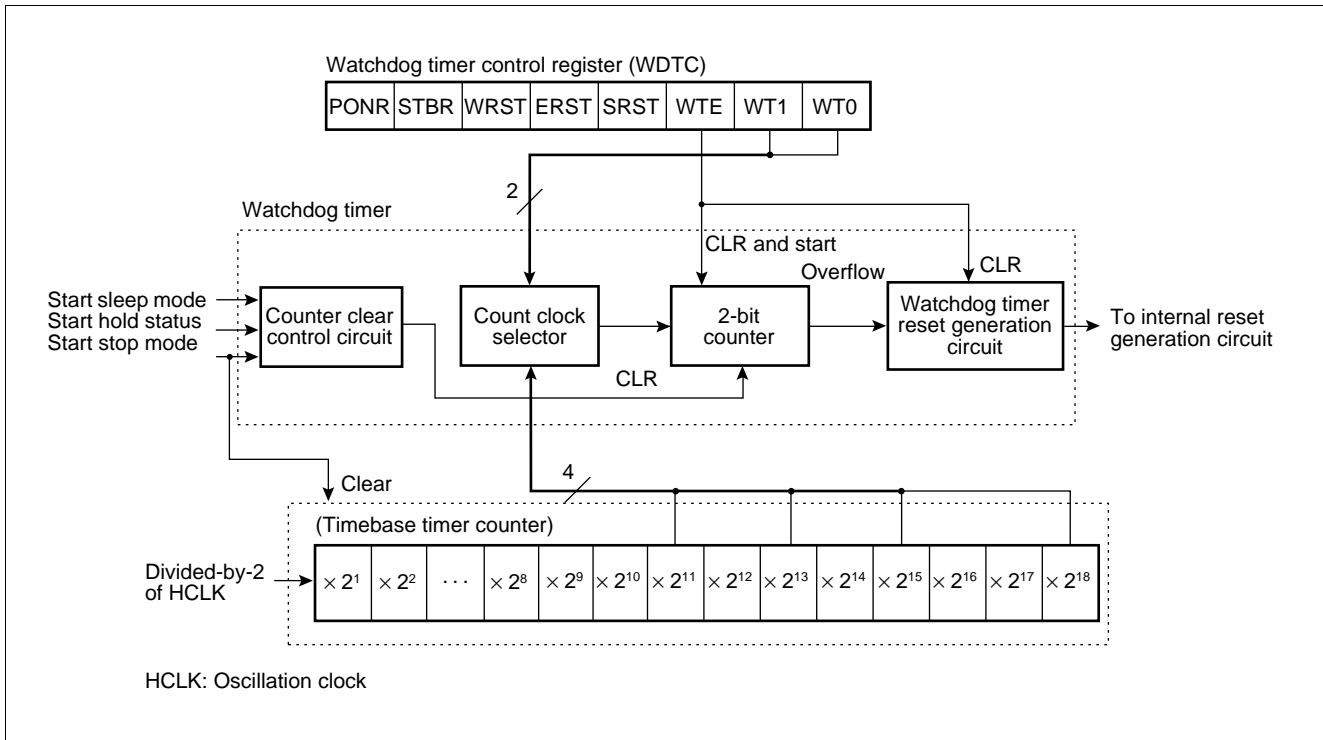 Watchdog timer control register (WDTC)
PONR STBR WRST ERST SRST WTE WT1 WT0
2
Watchdog timer
CLR and start
Overflow
CLR
Start sleep mode
Start hold status
Start stop mode
Counter clear
control circuit
Count clock
selector
2-bit
counter
Watchdog timer
reset generation
circuit
To internal reset
generation circuit
CLR
4
Clear
(Timebase timer counter)
Divided-by-2
of HCLK
× 2¹ × 2² ··· × 2⁸ × 2⁹ × 2¹⁰ × 2¹¹ × 2¹² × 2¹³ × 2¹⁴ × 2¹⁵ × 2¹⁶ × 2¹⁷ × 2¹⁸
HCLK: Oscillation clock